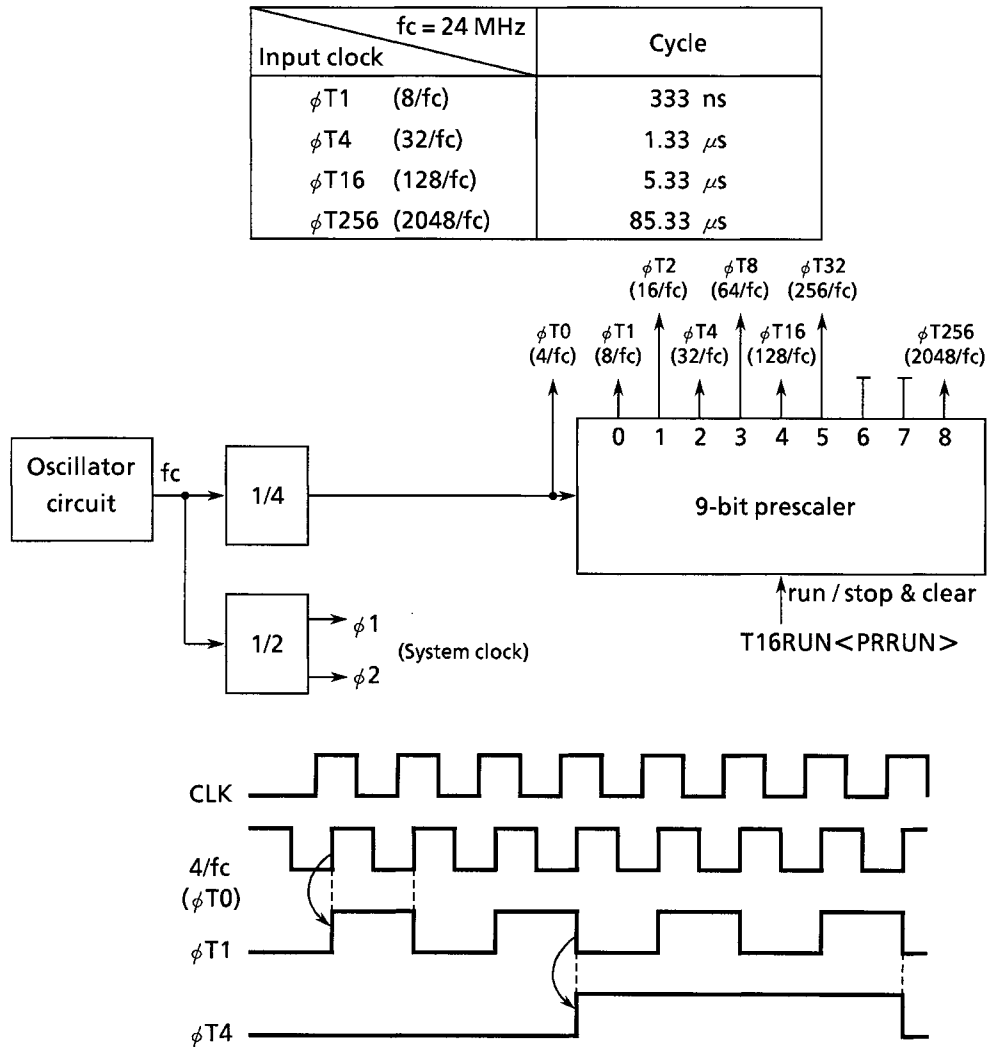 fc = 24 MHz
Input clock
Cycle
ϕT1 (8/fc) 333 ns
ϕT4 (32/fc) 1.33 μs
ϕT16 (128/fc) 5.33 μs
ϕT256 (2048/fc) 85.33 μs
ϕT2 ϕT8 ϕT32
(16/fc) (64/fc) (256/fc)
ϕT0 ϕT1 ϕT4 ϕT16 ϕT256
(4/fc) (8/fc) (32/fc) (128/fc) (2048/fc)
0 1 2 3 4 5 6 7 8
Oscillator
circuit
fc
1/4
9-bit prescaler
run / stop & clear
T16RUN<PRRUN>
1/2
ϕ1
(System clock)
ϕ2
CLK
4/fc
(ϕT0)
ϕT1
ϕT4